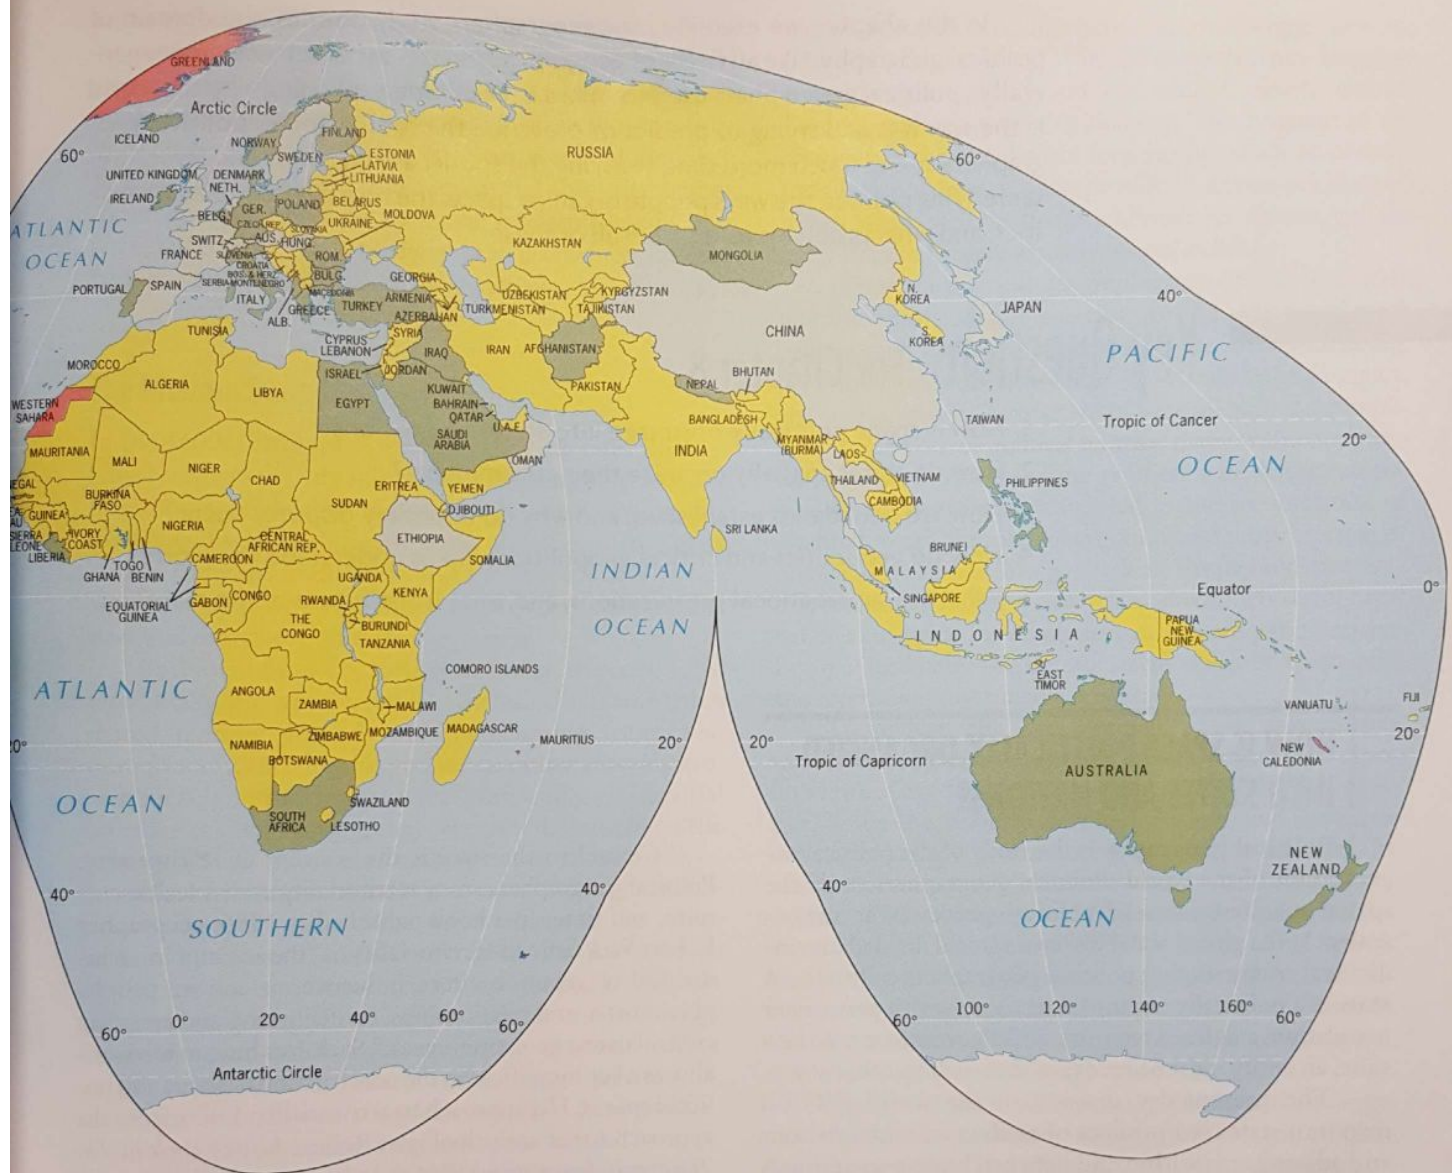 GREENLAND
Arctic Circle
ICELAND
NORWAY
FINLAND
SWEDEN
60°
ESTONIA
LATVIA
LITHUANIA
RUSSIA
60°
UNITED KINGDOM
DENMARK
NETH.
IRELAND
BELG.
GER.
POLAND
BELARUS
MOLDOVA
CZECH REP.
SLOVAKIA
UKRAINE
ATLANTIC
OCEAN
SWITZ.
AUS.
HUNG.
FRANCE
SLOVENIA
CROATIA
ROM.
BOS. & HERZ.
SERBIA-MONTENEGRO
BULG.
MACEDONIA
PORTUGAL
SPAIN
ITALY
ALB.
GREECE
TURKEY
GEORGIA
ARMENIA
AZERBAIJAN
KAZAKHSTAN
UZBEKISTAN
TURKMENISTAN
KYRGYZSTAN
TAJIKISTAN
MONGOLIA
CHINA
N.
KOREA
S.
KOREA
JAPAN
40°
PACIFIC
TUNISIA
CYPRUS
LEBANON
SYRIA
IRAQ
IRAN
AFGHANISTAN
MOROCCO
ALGERIA
LIBYA
ISRAEL
JORDAN
EGYPT
KUWAIT
BAHRAIN
QATAR
U.A.E.
SAUDI
ARABIA
OMAN
PAKISTAN
NEPAL
BHUTAN
BANGLADESH
INDIA
MYANMAR
(BURMA)
LAOS
THAILAND
VIETNAM
CAMBODIA
TAIWAN
Tropic of Cancer
20°
OCEAN
PHILIPPINES
WESTERN
SAHARA
MAURITANIA
MALI
NIGER
CHAD
SUDAN
ERITREA
YEMEN
DJIBOUTI
EGAL
BURKINA
FASO
GUINEA
SIERRA
LEONE
IVORY
COAST
LIBERIA
GHANA
TOGO
BENIN
NIGERIA
CENTRAL
AFRICAN REP.
CAMEROON
ETHIOPIA
SOMALIA
SRI LANKA
BRUNEI
MALAYSIA
SINGAPORE
INDONESIA
INDIAN
OCEAN
EQUATORIAL
GUINEA
GABON
CONGO
UGANDA
RWANDA
KENYA
THE
CONGO
BURUNDI
TANZANIA
Equator
0°
PAPUA
NEW
GUINEA
EAST
TIMOR
COMORO ISLANDS
ATLANTIC
OCEAN
ANGOLA
ZAMBIA
MALAWI
ZIMBABWE
MOZAMBIQUE
MADAGASCAR
MAURITIUS
NAMIBIA
BOTSWANA
SWAZILAND
SOUTH
AFRICA
LESOTHO
20°
20°
20°
Tropic of Capricorn
AUSTRALIA
VANUATU
FIJI
20°
NEW
CALEDONIA
NEW
ZEALAND
40°
40°
40°
SOUTHERN
OCEAN
60°
0°
20°
40°
60°
60°
60°
100°
120°
140°
160°
60°
Antarctic Circle